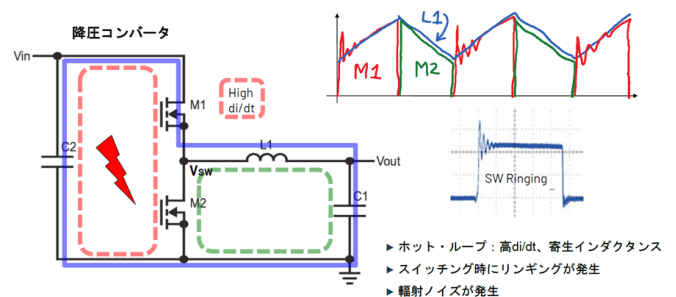 降圧コンバータ
Vin
High
di/dt
M1
C2
L1
Vsw
Vout
M2
C1
L1
M1
M2
SW Ringing
▶ ホット・ループ：高di/dt、寄生インダクタンス
▶ スイッチング時にリンギングが発生
▶ 輻射ノイズが発生